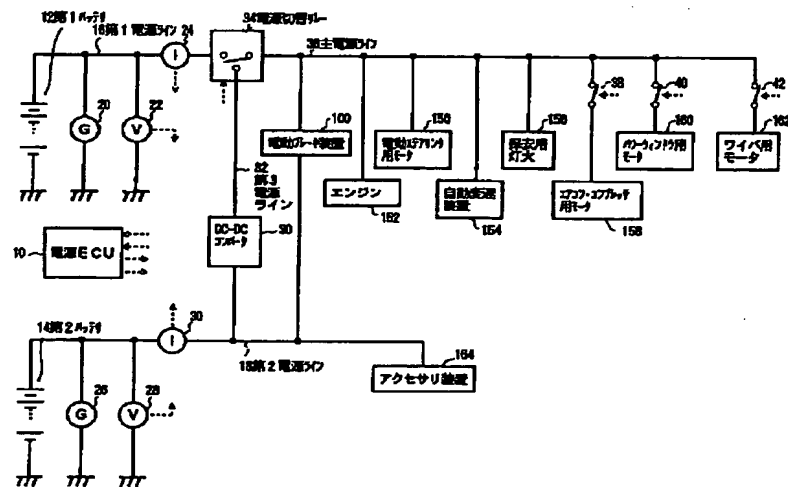 12第1バッテリ
16第1電源ライン
24
34電源切替リレー
36主電源ライン
I
20
G
22
V
38
40
42
100
電動ブレーキ装置
156
電動ステアリング
用モータ
158
保安用
灯火
160
パワーウィンドウ用
モータ
162
ワイパ用
モータ
32
第3
電源
ライン
エンジン
152
自動変速
装置
154
エアコン・コンプレッサ
用モータ
158
10
電源ECU
DC-DC
コンバータ
30
14第2バッテリ
30
I
18第2電源ライン
164
アクセサリ装置
26
G
28
V